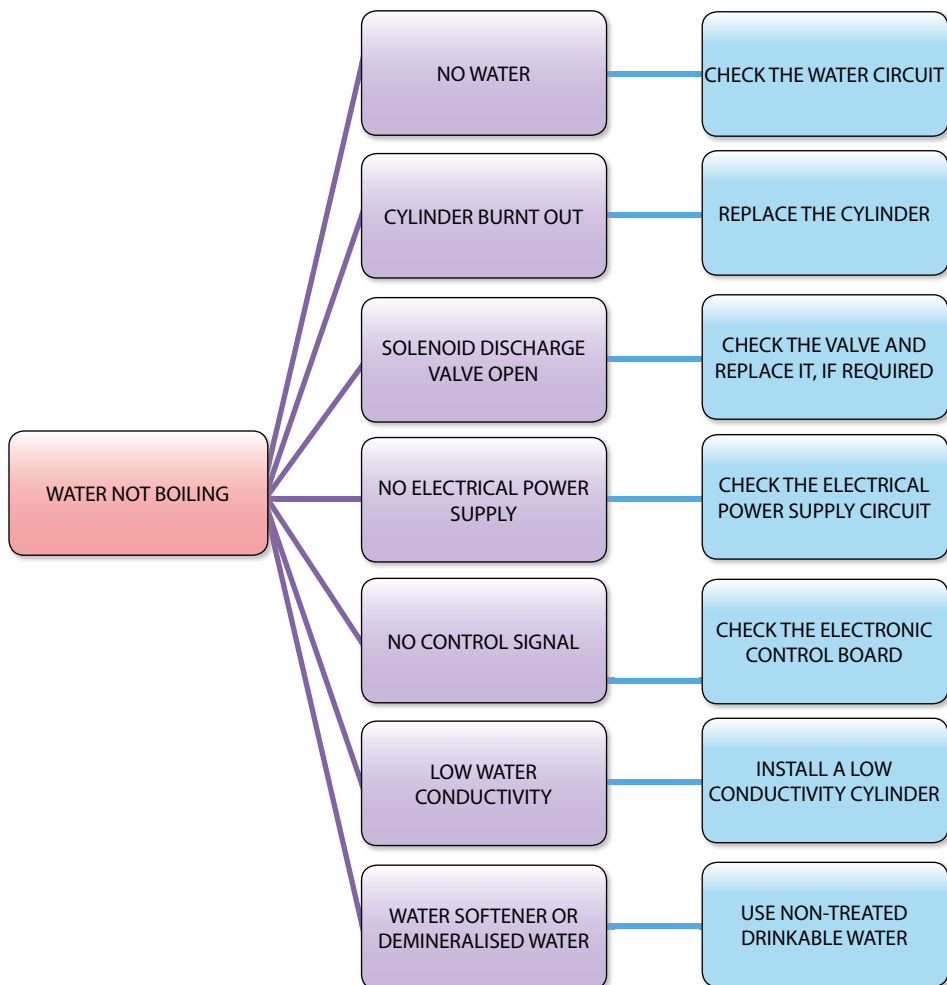 NO WATER
CHECK THE WATER CIRCUIT
CYLINDER BURNT OUT
REPLACE THE CYLINDER
SOLENOID DISCHARGE
VALVE OPEN
CHECK THE VALVE AND
REPLACE IT, IF REQUIRED
WATER NOT BOILING
NO ELECTRICAL POWER
SUPPLY
CHECK THE ELECTRICAL
POWER SUPPLY CIRCUIT
NO CONTROL SIGNAL
CHECK THE ELECTRONIC
CONTROL BOARD
LOW WATER
CONDUCTIVITY
INSTALL A LOW
CONDUCTIVITY CYLINDER
WATER SOFTENER OR
DEMINERALISED WATER
USE NON-TREATED
DRINKABLE WATER